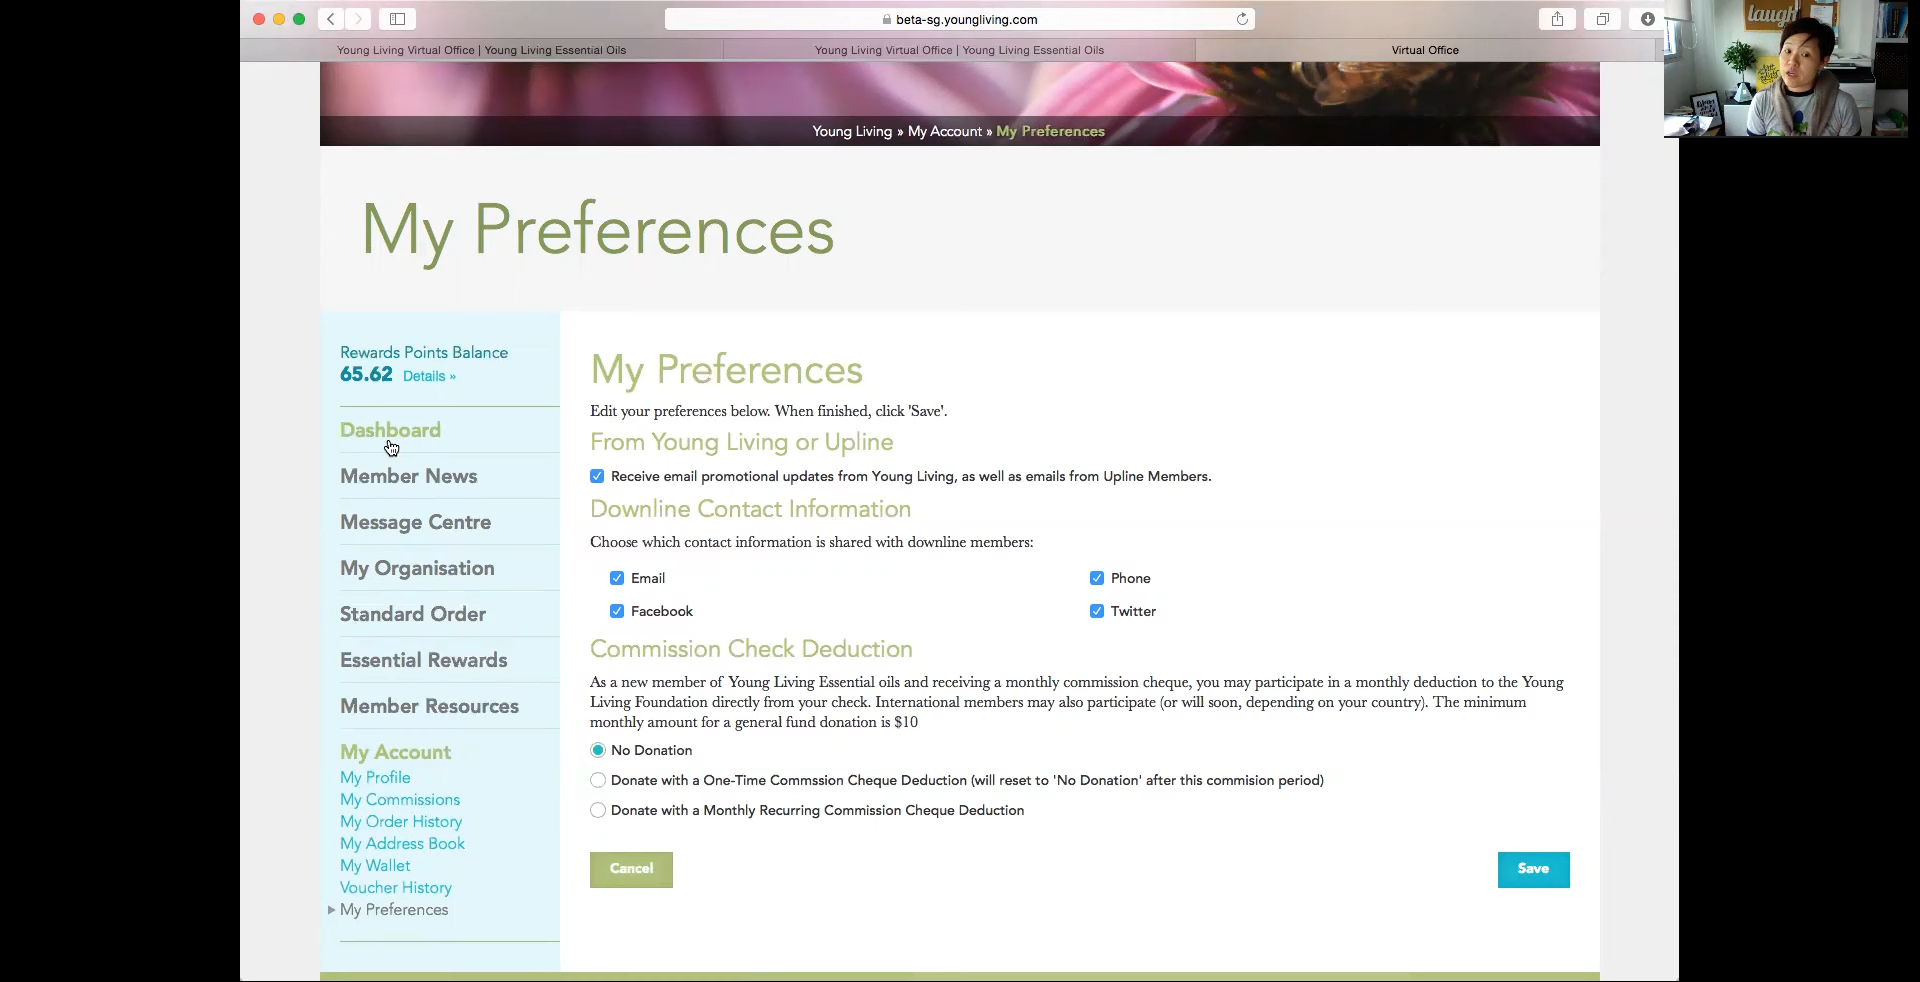 beta-sg.youngliving.com
Young Living Virtual Office | Young Living Essential Oils
Young Living Virtual Office | Young Living Essential Oils
Virtual Office
laugh
Young Living » My Account » My Preferences
My Preferences
Rewards Points Balance
65.62 Details »
Dashboard
Member News
Message Centre
My Organisation
Standard Order
Essential Rewards
Member Resources
My Account
My Profile
My Commissions
My Order History
My Address Book
My Wallet
Voucher History
My Preferences
My Preferences
Edit your preferences below. When finished, click 'Save'.
From Young Living or Upline
Receive email promotional updates from Young Living, as well as emails from Upline Members.
Downline Contact Information
Choose which contact information is shared with downline members:
Email
Phone
Facebook
Twitter
Commission Check Deduction
As a new member of Young Living Essential oils and receiving a monthly commission cheque, you may participate in a monthly deduction to the Young
Living Foundation directly from your check. International members may also participate (or will soon, depending on your country). The minimum
monthly amount for a general fund donation is $10
No Donation
Donate with a One-Time Commssion Cheque Deduction (will reset to 'No Donation' after this commision period)
Donate with a Monthly Recurring Commission Cheque Deduction
Cancel
Save